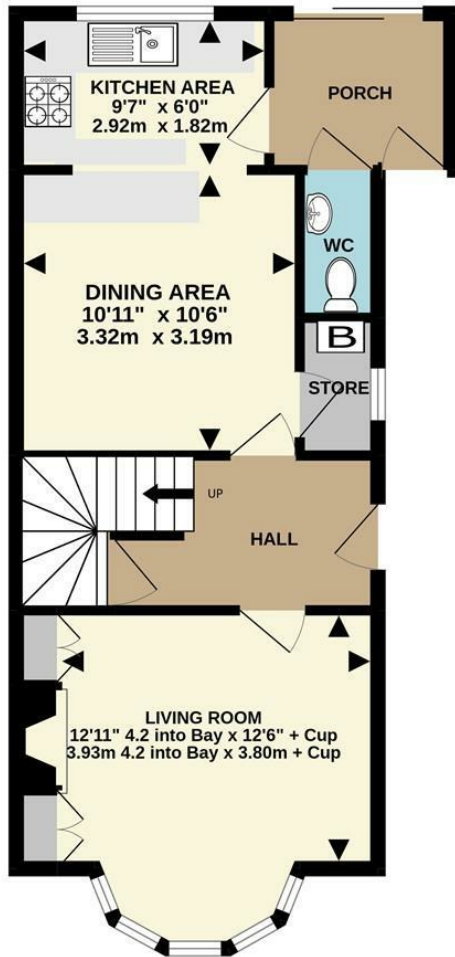 KITCHEN AREA
9'7" x 6'0"
2.92m x 1.82m
PORCH
WC
DINING AREA
10'11" x 10'6"
3.32m x 3.19m
B
STORE
UP
HALL
LIVING ROOM
12'11" 4.2 into Bay x 12'6" + Cup
3.93m 4.2 into Bay x 3.80m + Cup